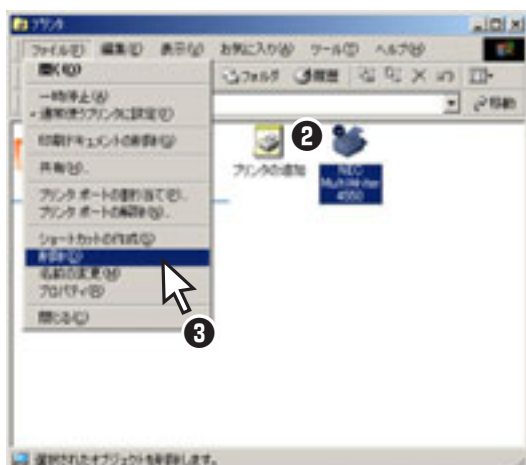 プリンタ
ファイル(F) 編集(E) 表示(V) お気に入り(A) ツール(T) ヘルプ(H)
フォルダ 履歴
移動
開く(O)
一時停止(A)
通常使うプリンタに設定(E)
印刷ドキュメントの削除(G)
共有(S)...
プリンタ ポートの割り当て(P)...
プリンタ ポートの解除(N)...
ショートカットの作成(S)
削除(D)
名前の変更(M)
プロパティ(R)
閉じる(C)
❷
プリンタの追加
NEC
MultiWriter
4550
❸
選択されたオブジェクトを削除します。